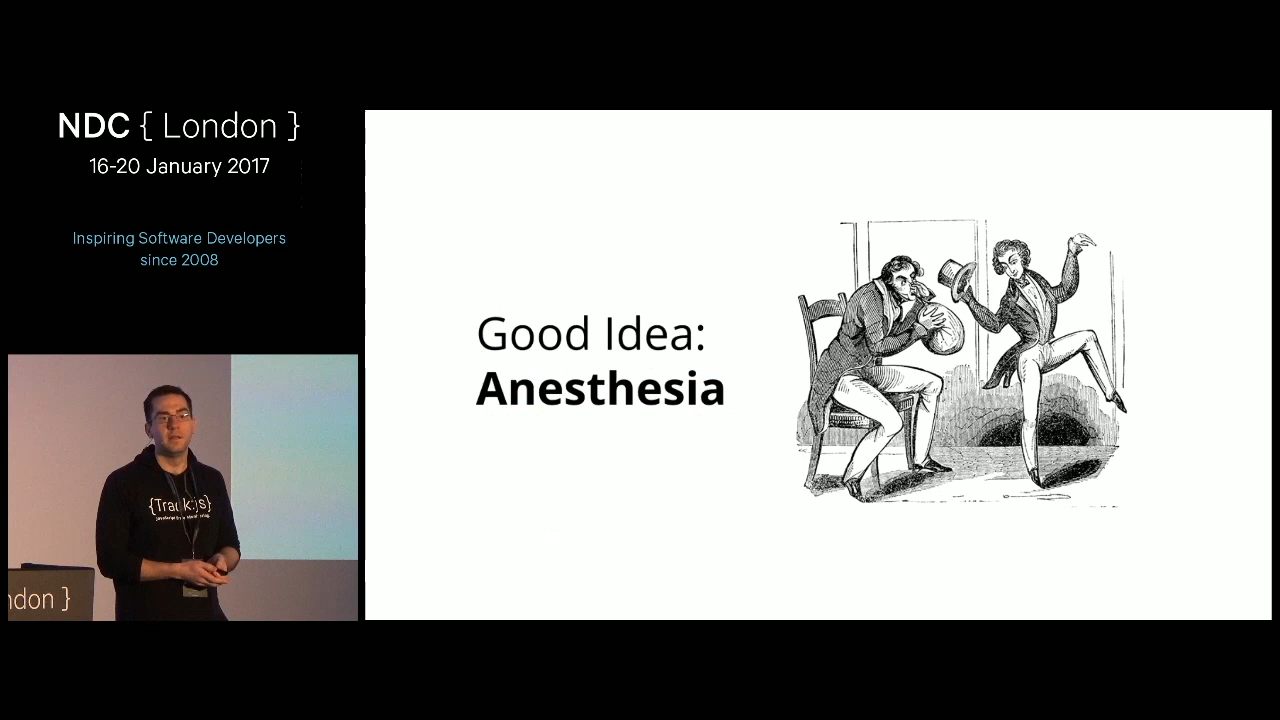 NDC { London }
16-20 January 2017
Inspiring Software Developers
since 2008
Good Idea:
Anesthesia
{Track:js}
ndon }